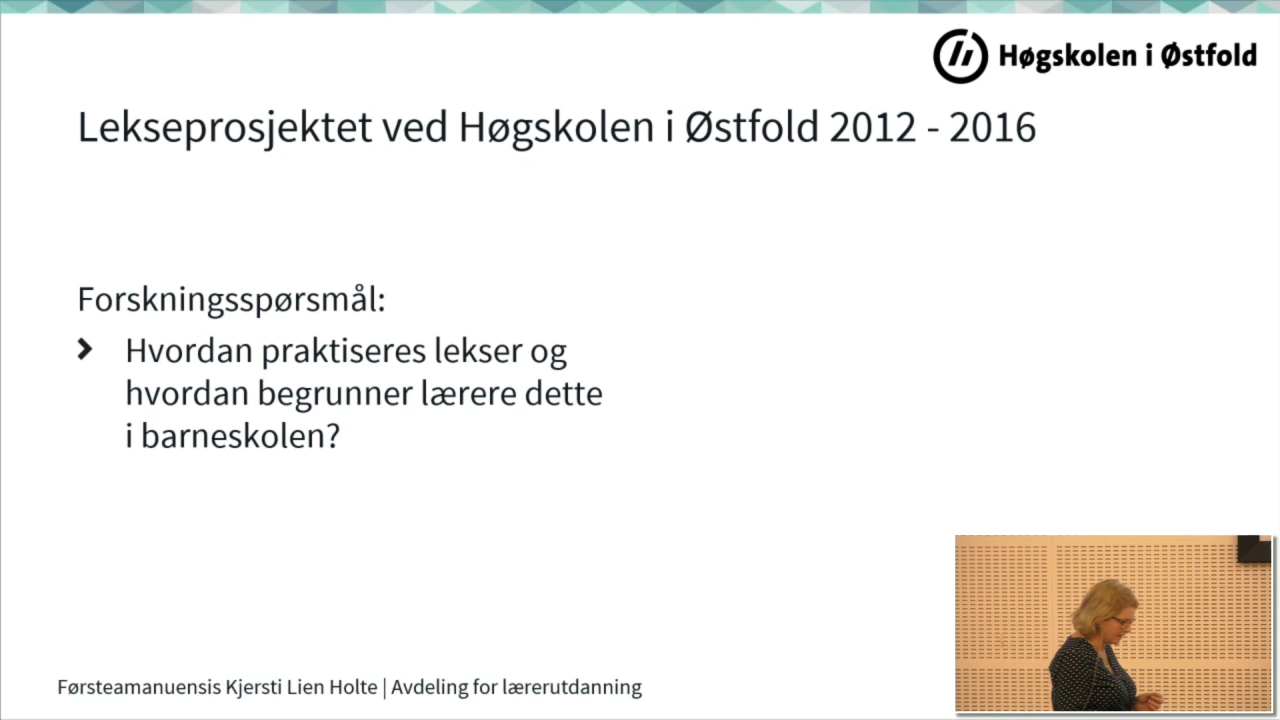 Høgskolen i Østfold
Lekseprosjektet ved Høgskolen i Østfold 2012 - 2016
Forskningsspørsmål:
Hvordan praktiseres lekser og
hvordan begrunner lærere dette
i barneskolen?
Førsteamanuensis Kjersti Lien Holte | Avdeling for lærerutdanning